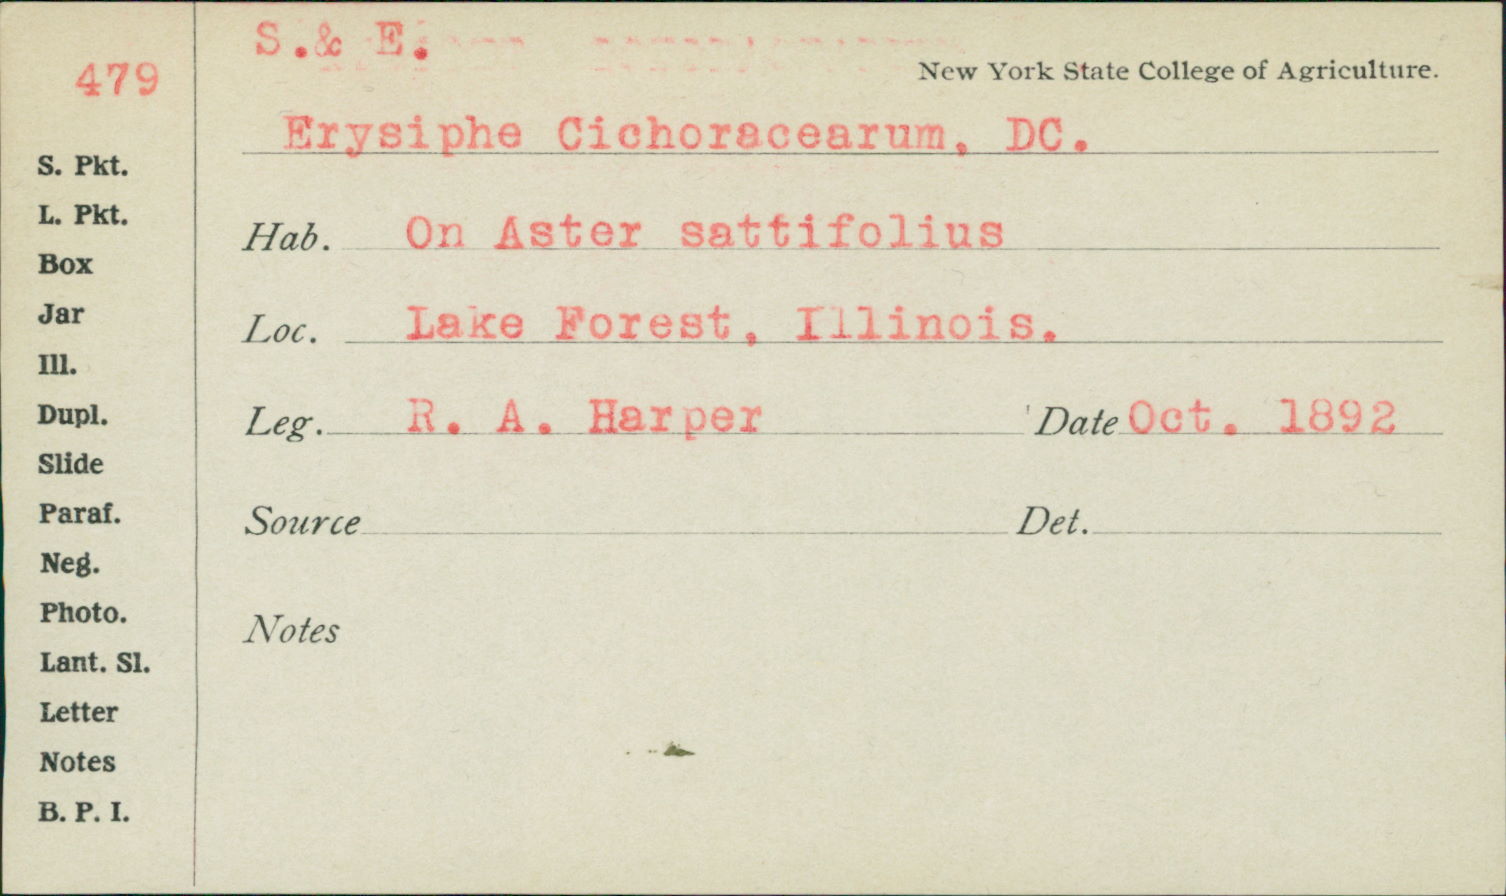 S.& E.
479
New York State College of Agriculture.
Erysiphe Cichoracearum, DC.
S. Pkt.
L. Pkt.
Hab. On Aster sattifolius
Box
Jar
Loc. Lake Forest, Illinois.
Ill.
Dupl.
Leg. R. A. Harper Date Oct. 1892
Slide
Paraf.
Source Det.
Neg.
Photo.
Notes
Lant. Sl.
Letter
Notes
B. P. I.